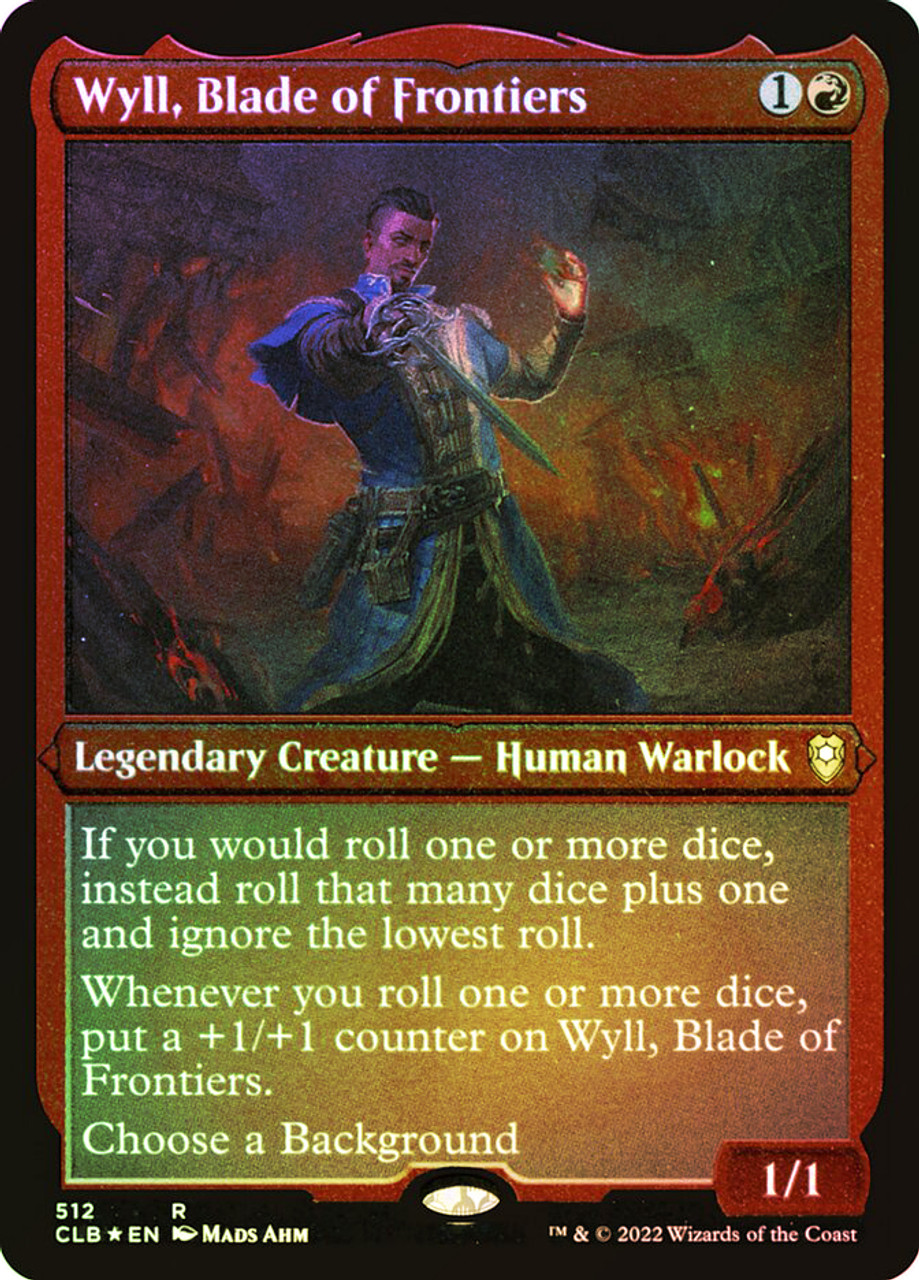 Wyll, Blade of Frontiers 1
Legendary Creature — Human Warlock
If you would roll one or more dice,
instead roll that many dice plus one
and ignore the lowest roll.
Whenever you roll one or more dice,
put a +1/+1 counter on Wyll, Blade of
Frontiers.
Choose a Background
1/1
512 R
CLB★EN Mads Ahm ™ & © 2022 Wizards of the Coast